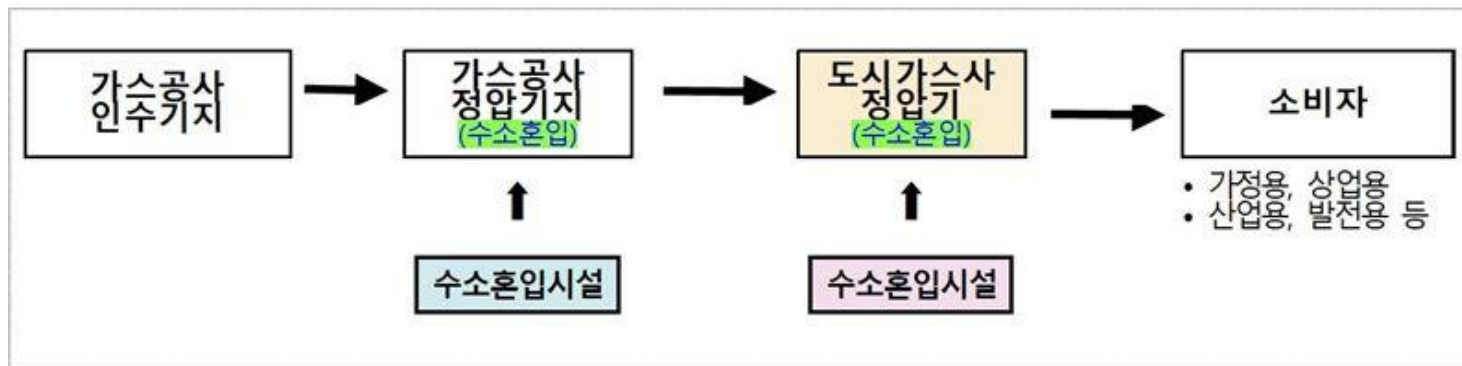 가스공사
인수기지
가스공사
정압기지
(수소혼입)
도시가스사
정압기
(수소혼입)
소비자
• 가정용, 상업용
• 산업용, 발전용 등
수소혼입시설
수소혼입시설